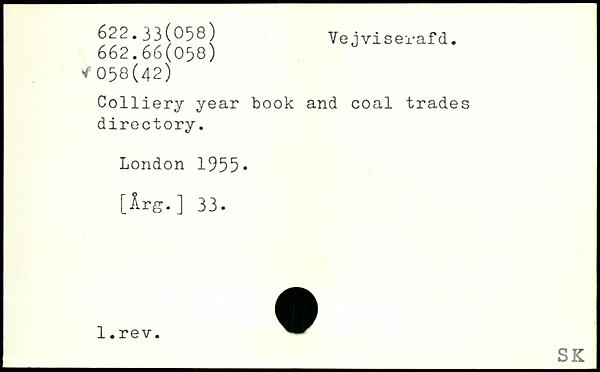 622.33(058)
Vejviserafd.
662.66(058)
✓ 058(42)
Colliery year book and coal trades
directory.
London 1955.
[Årg.] 33.
1.rev.
SK